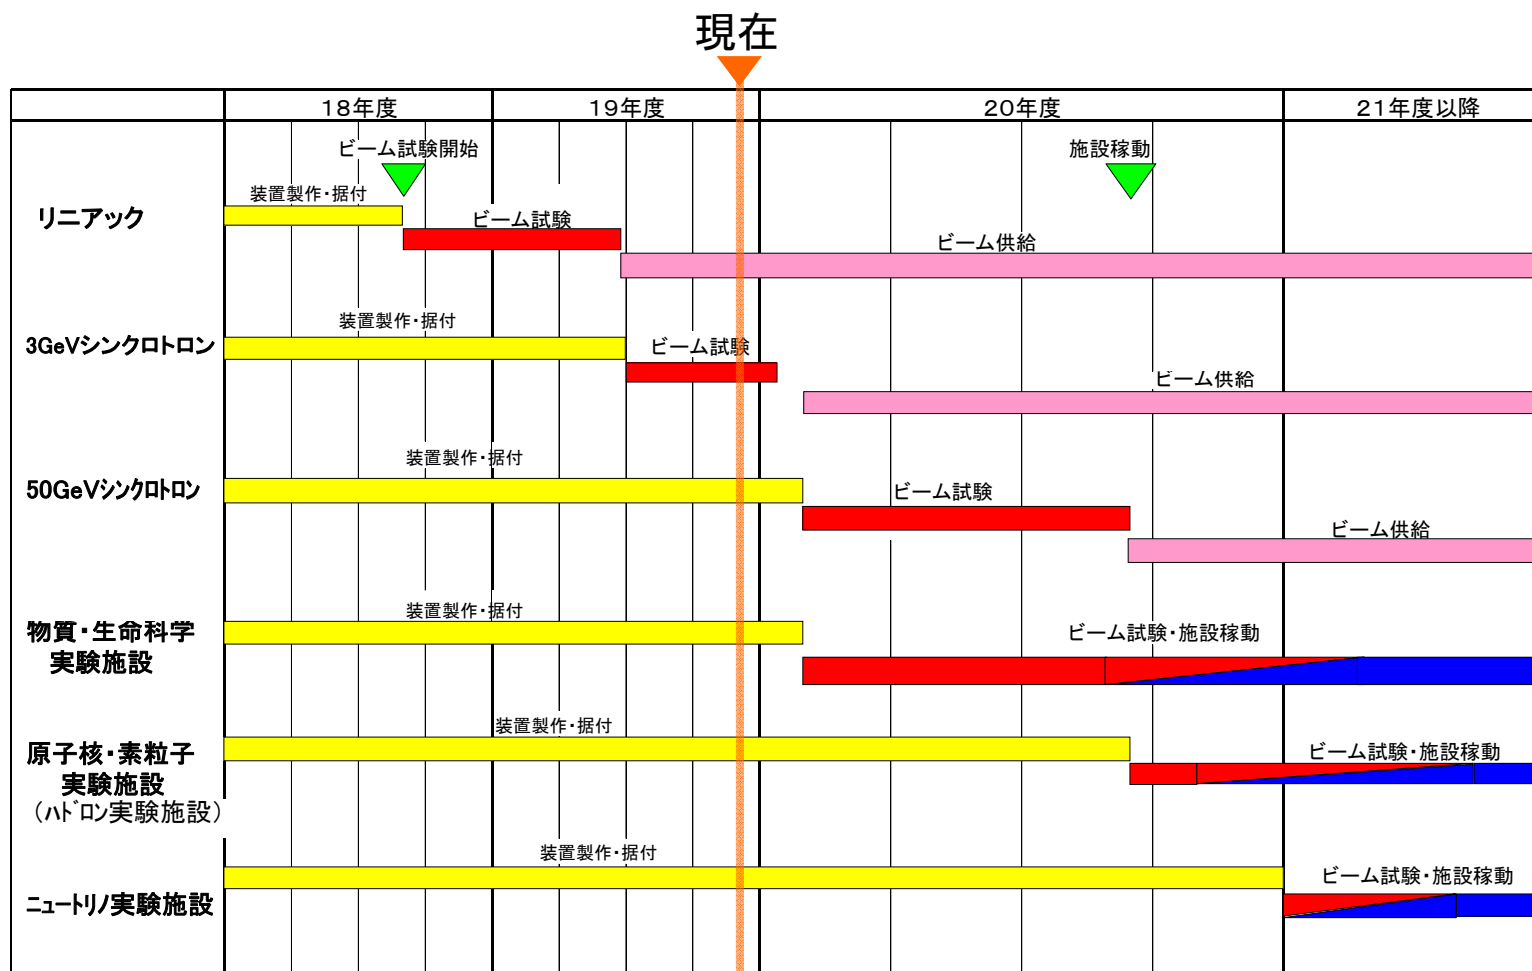 現在
18年度
19年度
20年度
21年度以降
ビーム試験開始
施設稼動
リニアック
装置製作・据付
ビーム試験
ビーム供給
3GeVシンクロトロン
装置製作・据付
ビーム試験
ビーム供給
50GeVシンクロトロン
装置製作・据付
ビーム試験
ビーム供給
物質・生命科学
実験施設
装置製作・据付
ビーム試験・施設稼動
原子核・素粒子
実験施設
（ハドロン実験施設）
装置製作・据付
ビーム試験・施設稼動
ニュートリノ実験施設
装置製作・据付
ビーム試験・施設稼動